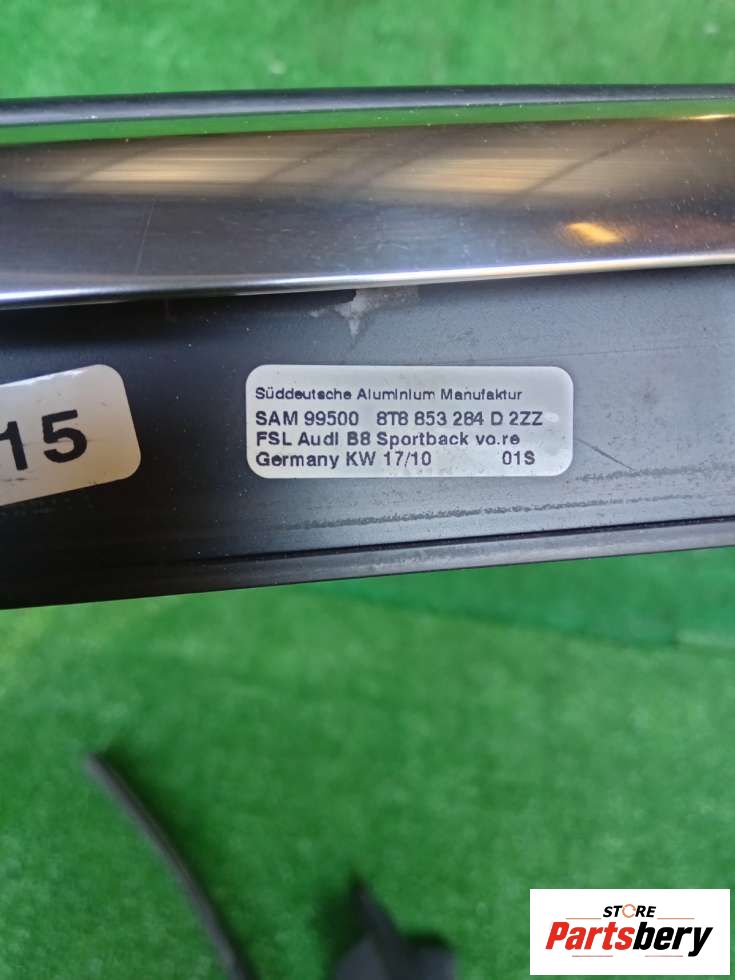 Süddeutsche Aluminium Manufaktur
SAM 99500 8T8 853 284 D 2ZZ
FSL Audi B8 Sportback vo.re
Germany KW 17/10 01S
15
STORE
Partsbery